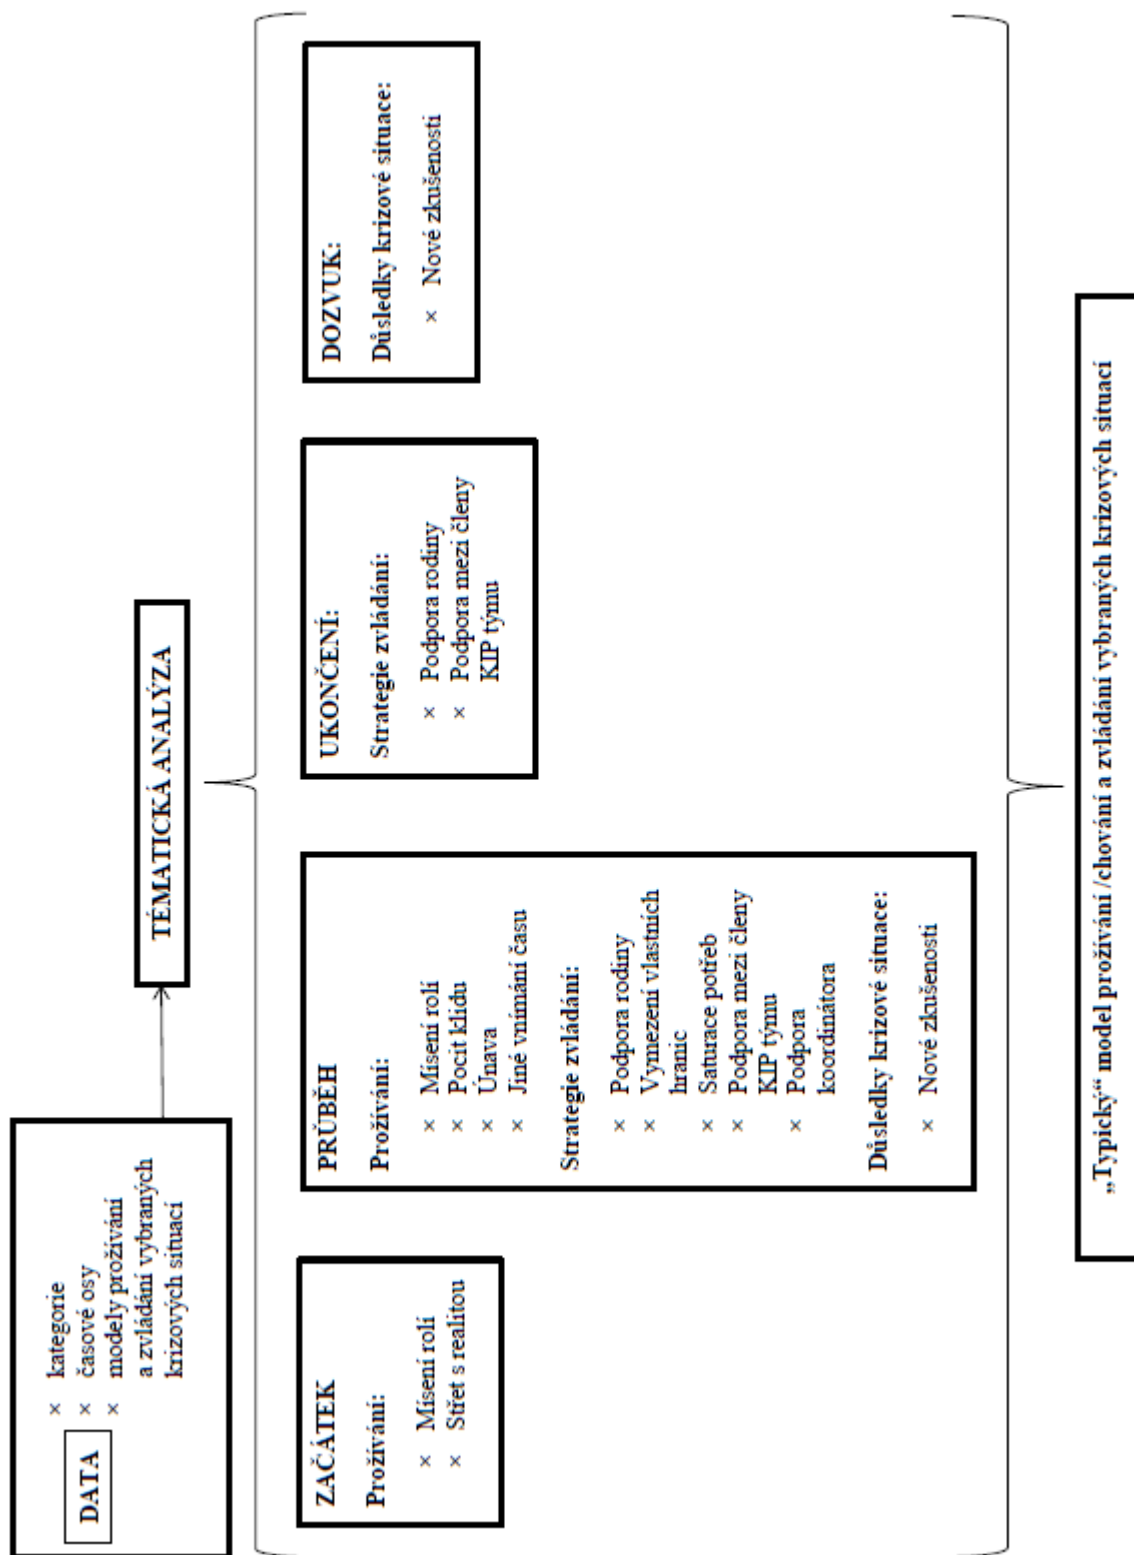 DATA
× kategorie
× časové osy
× modely prožívání
a zvládání vybraných
krizových situací
TÉMATICKÁ ANALÝZA
ZAČÁTEK
Prožívání:
× Mísení rolí
× Střet s realitou
PRŮBĚH
Prožívání:
× Mísení rolí
× Pocit klidu
× Únava
× Jiné vnímání času
Strategie zvládání:
× Podpora rodiny
× Vymezení vlastních
hranic
× Saturace potřeb
× Podpora mezi členy
KIP týmu
× Podpora
koordinátora
Důsledky krizové situace:
× Nové zkušenosti
UKONČENÍ:
Strategie zvládání:
× Podpora rodiny
× Podpora mezi členy
KIP týmu
DOZVUK:
Důsledky krizové situace:
× Nové zkušenosti
„Typický“ model prožívání /chování a zvládání vybraných krizových situací